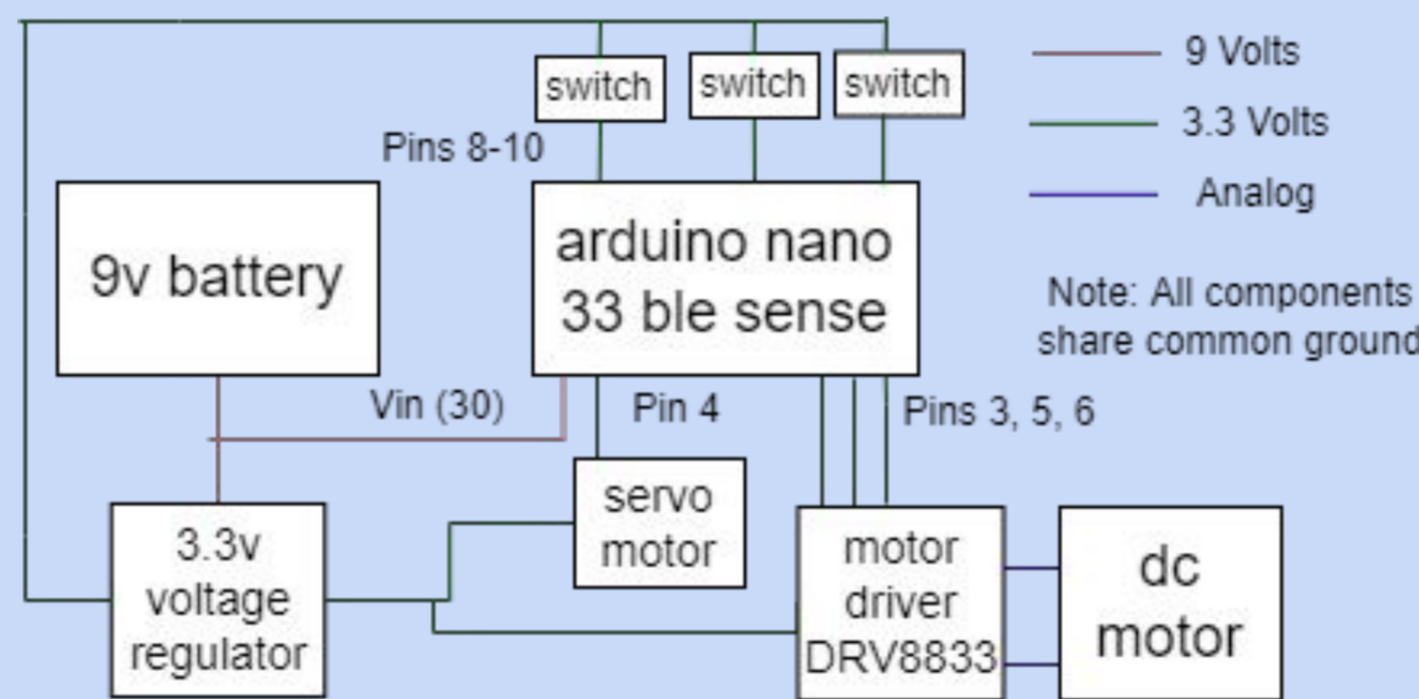 switch
switch
switch
9 Volts
3.3 Volts
Analog
Pins 8-10
9v battery
arduino nano
33 ble sense
Note: All components
share common ground
Vin (30)
Pin 4
Pins 3, 5, 6
3.3v
voltage
regulator
servo
motor
motor
driver
DRV8833
dc
motor